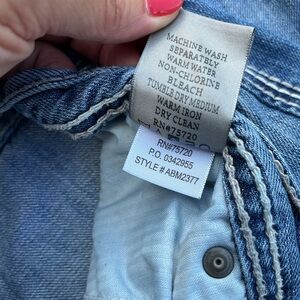 MACHINE WASH
SEPARATELY
WARM WATER
NON-CHLORINE
BLEACH
TUMBLE DRY MEDIUM
WARM IRON
DRY CLEAN
RN#75720
RN#75720
P.O. 0342955
STYLE # ABM2377